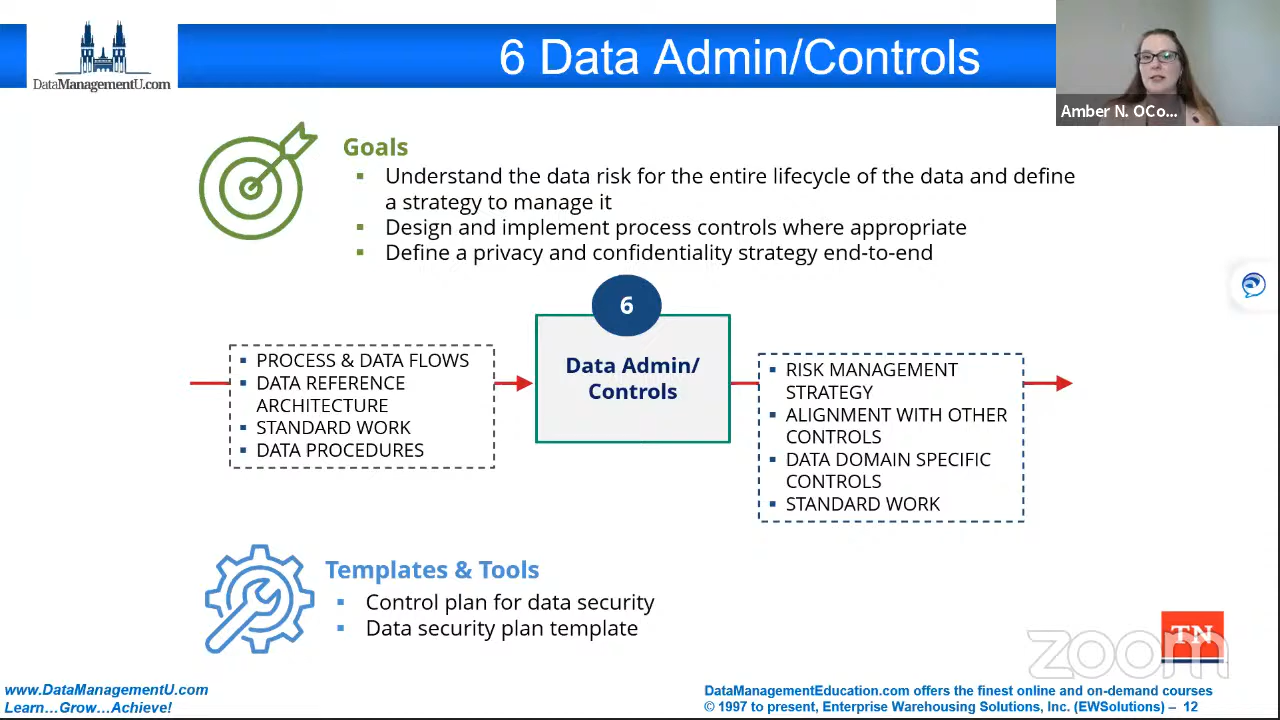 DataManagementU.com
6 Data Admin/Controls
Amber N. OCo...
Goals
Understand the data risk for the entire lifecycle of the data and define
a strategy to manage it
Design and implement process controls where appropriate
Define a privacy and confidentiality strategy end-to-end
PROCESS & DATA FLOWS
DATA REFERENCE
ARCHITECTURE
STANDARD WORK
DATA PROCEDURES
6
Data Admin/
Controls
RISK MANAGEMENT
STRATEGY
ALIGNMENT WITH OTHER
CONTROLS
DATA DOMAIN SPECIFIC
CONTROLS
STANDARD WORK
Templates & Tools
Control plan for data security
Data security plan template
TN
zoom
www.DataManagementU.com
Learn…Grow…Achieve!
DataManagementEducation.com offers the finest online and on-demand courses
© 1997 to present, Enterprise Warehousing Solutions, Inc. (EWSolutions) – 12